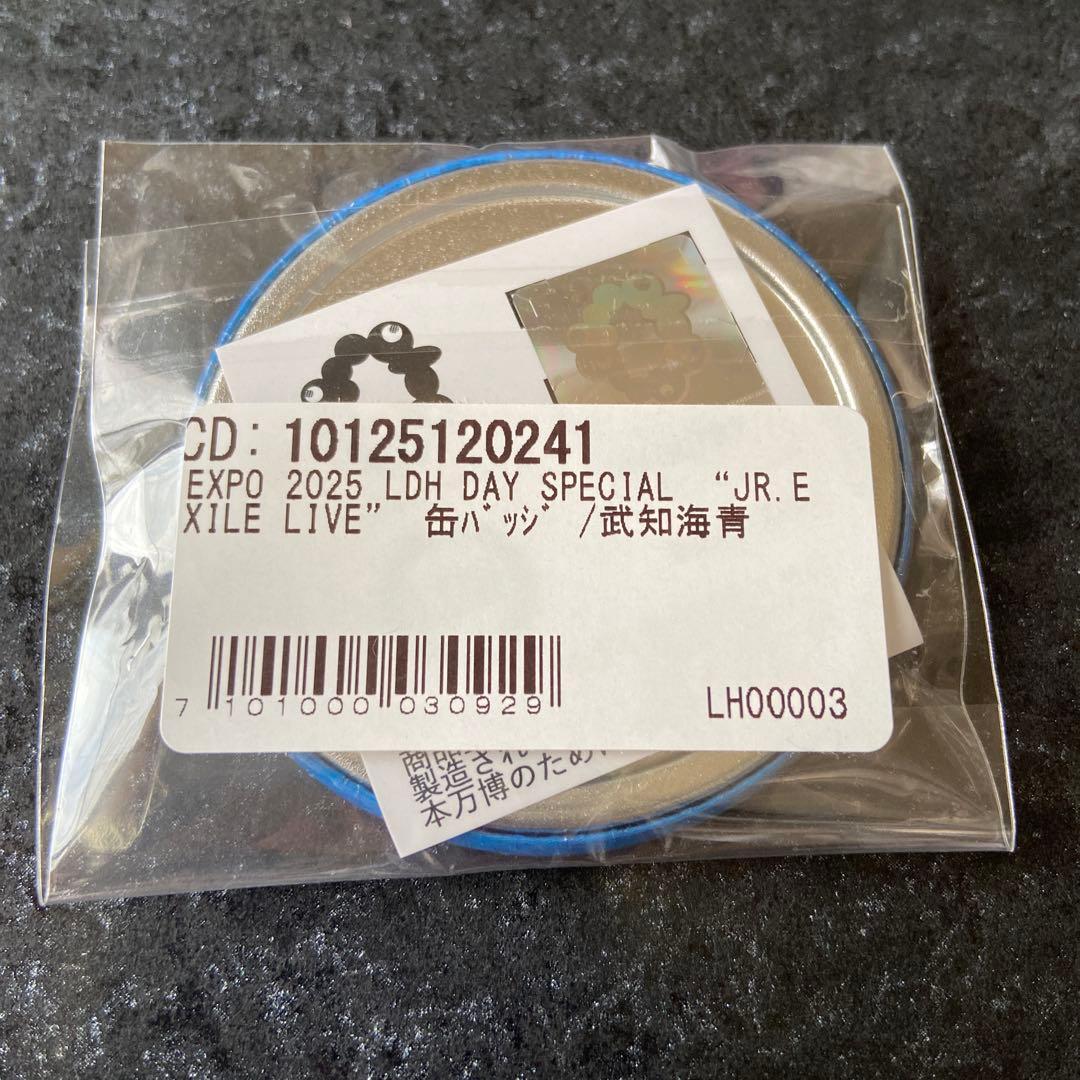 CD: 10125120241
EXPO 2025 LDH DAY SPECIAL “JR.E
XILE LIVE” 缶ﾊﾞｯｼﾞ /武知海青
7 101000 030929
LH00003
製造され
本万博のため